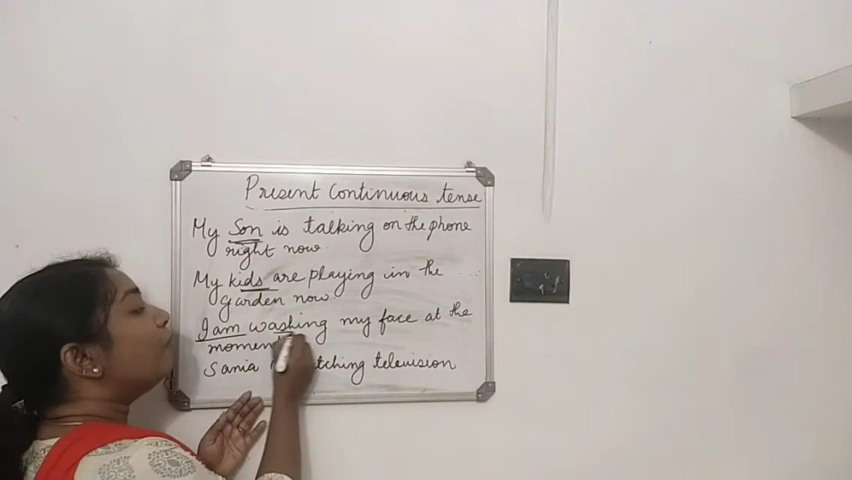 Present Continuous tense
My Son is talking on the phone
right now.
My kids are playing in the
garden now
I am washing my face at the
Sania television